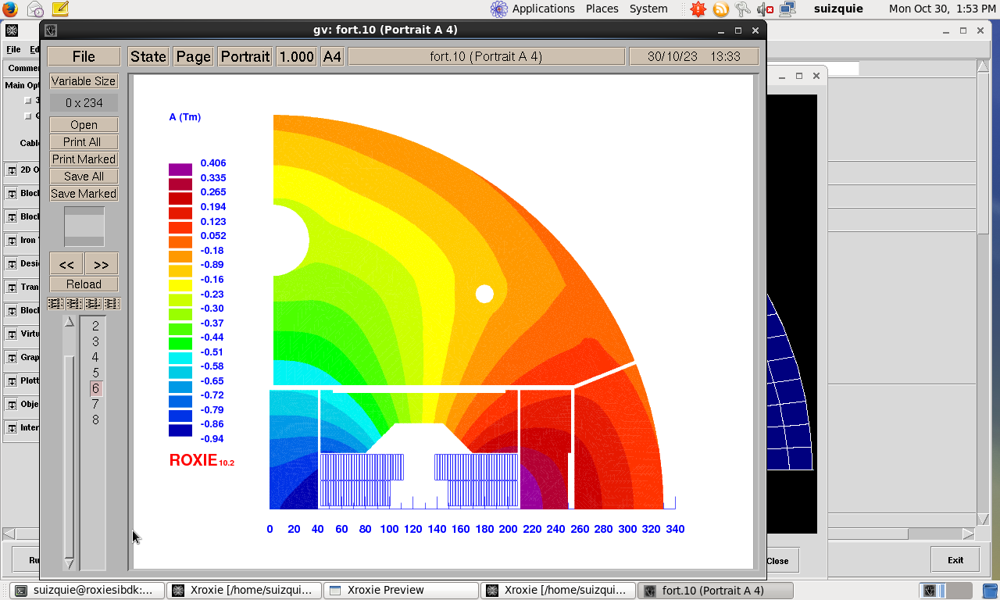 Applications Places System suizquie Mon Oct 30, 1:53 PM
gv: fort.10 (Portrait A 4)
File
Comme
Main Opt
3
Cable
2D O
Block
Block
Iron
Desi
Tran
Block
Virtu
Grap
Plott
Obje
Inter
Ru
File State Page Portrait 1.000 A4 fort.10 (Portrait A 4) 30/10/23 13:33
Variable Size
0 x 234
Open
Print All
Print Marked
Save All
Save Marked
<< >>
Reload
2
3
4
5
6
7
8
A (Tm)
0.406
0.335
0.265
0.194
0.123
0.052
-0.18
-0.89
-0.16
-0.23
-0.30
-0.37
-0.44
-0.51
-0.58
-0.65
-0.72
-0.79
-0.86
-0.94
ROXIE 10.2
0 20 40 60 80 100 120 140 160 180 200 220 240 260 280 300 320 340
Close
Exit
suizquie@roxiesibdk:... Xroxie [/home/suizqui... Xroxie Preview Xroxie [/home/suizqui... fort.10 (Portrait A 4)